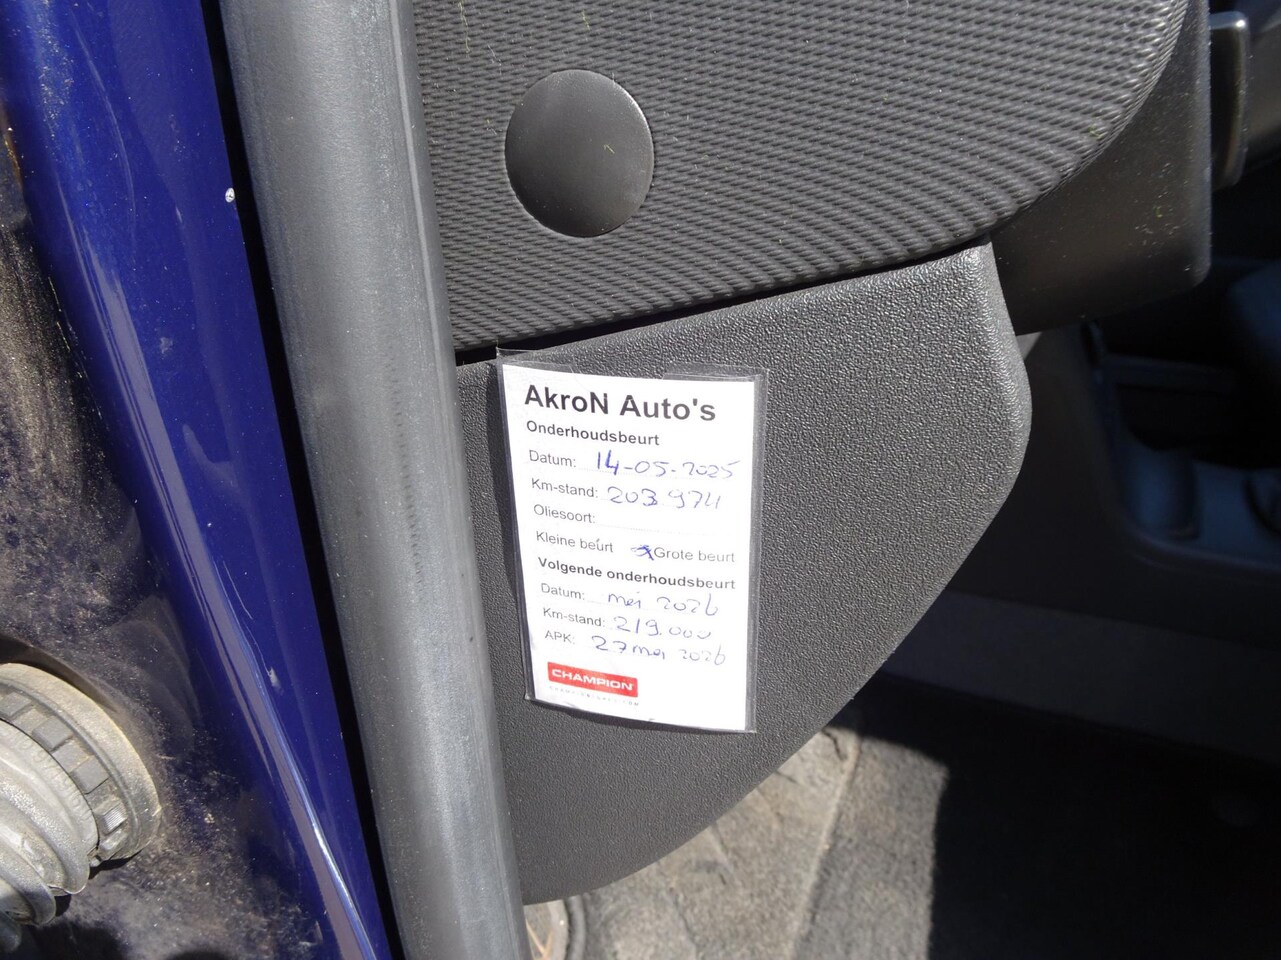 AkroN Auto's
Onderhoudsbeurt
Datum: 14-05-2025
Km-stand: 203.974
Oliesoort:
Kleine beurt x Grote beurt
Volgende onderhoudsbeurt
Datum: mei 2026
Km-stand: 219.000
APK: 27 mei 2026
CHAMPION